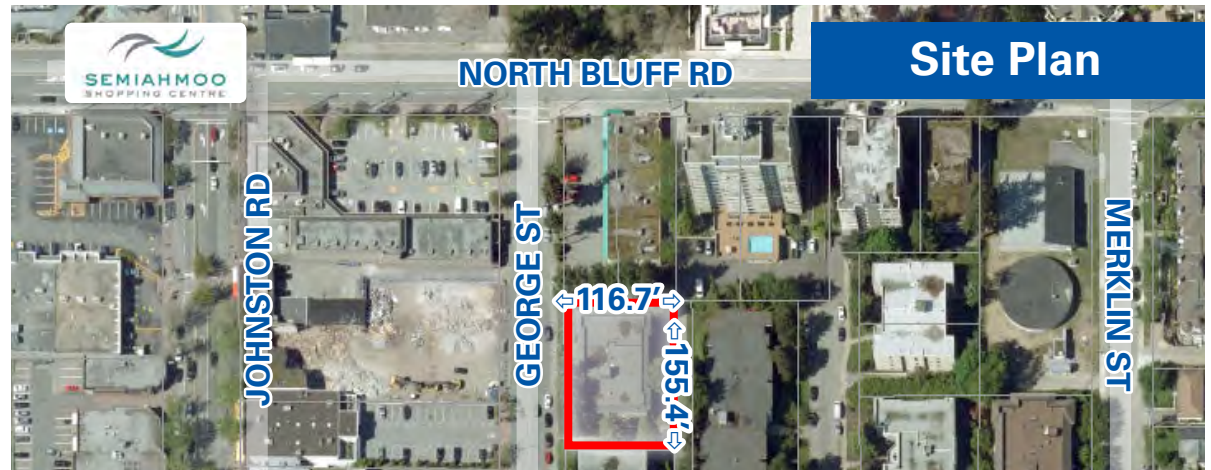 SEMIAHMOO
SHOPPING CENTRE
NORTH BLUFF RD
Site Plan
JOHNSTON RD
GEORGE ST
116.7’
155.4’
MERKLIN ST